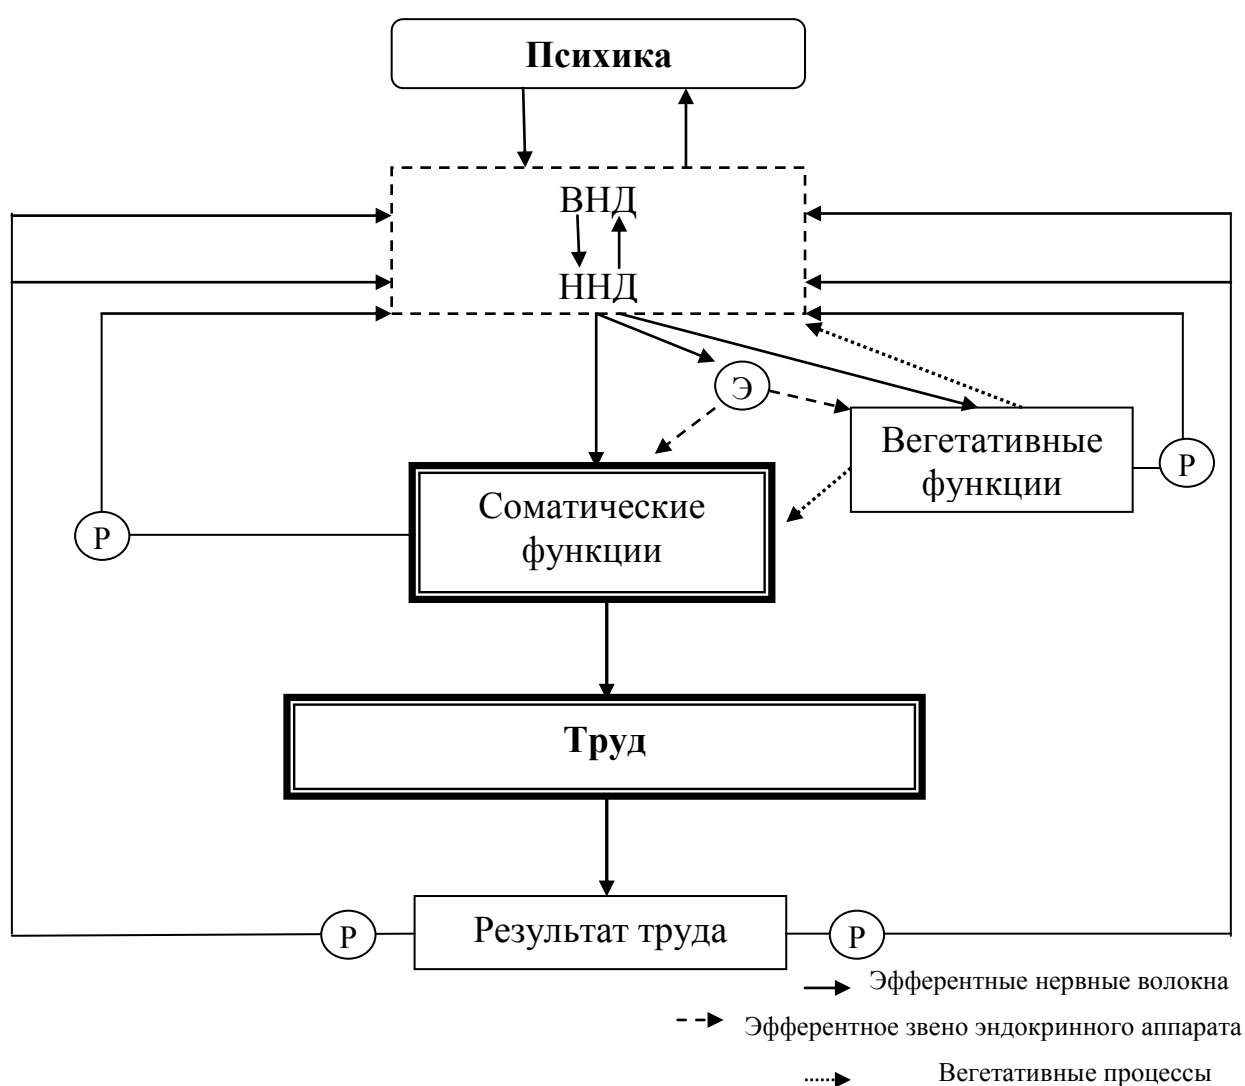 Психика
ВНД
ННД
Э
Вегетативные
функции
Р
Соматические
функции
Р
Труд
Р
Результат труда
Р
Эфферентные нервные волокна
Эфферентное звено эндокринного аппарата
Вегетативные процессы